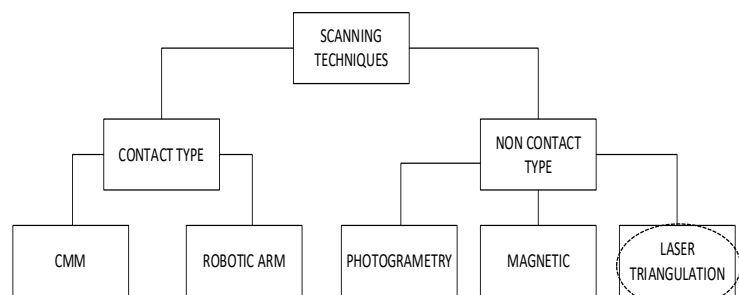 SCANNING
TECHNIQUES
CONTACT TYPE
NON CONTACT
TYPE
CMM
ROBOTIC ARM
PHOTOGRAMETRY
MAGNETIC
LASER
TRIANGULATION